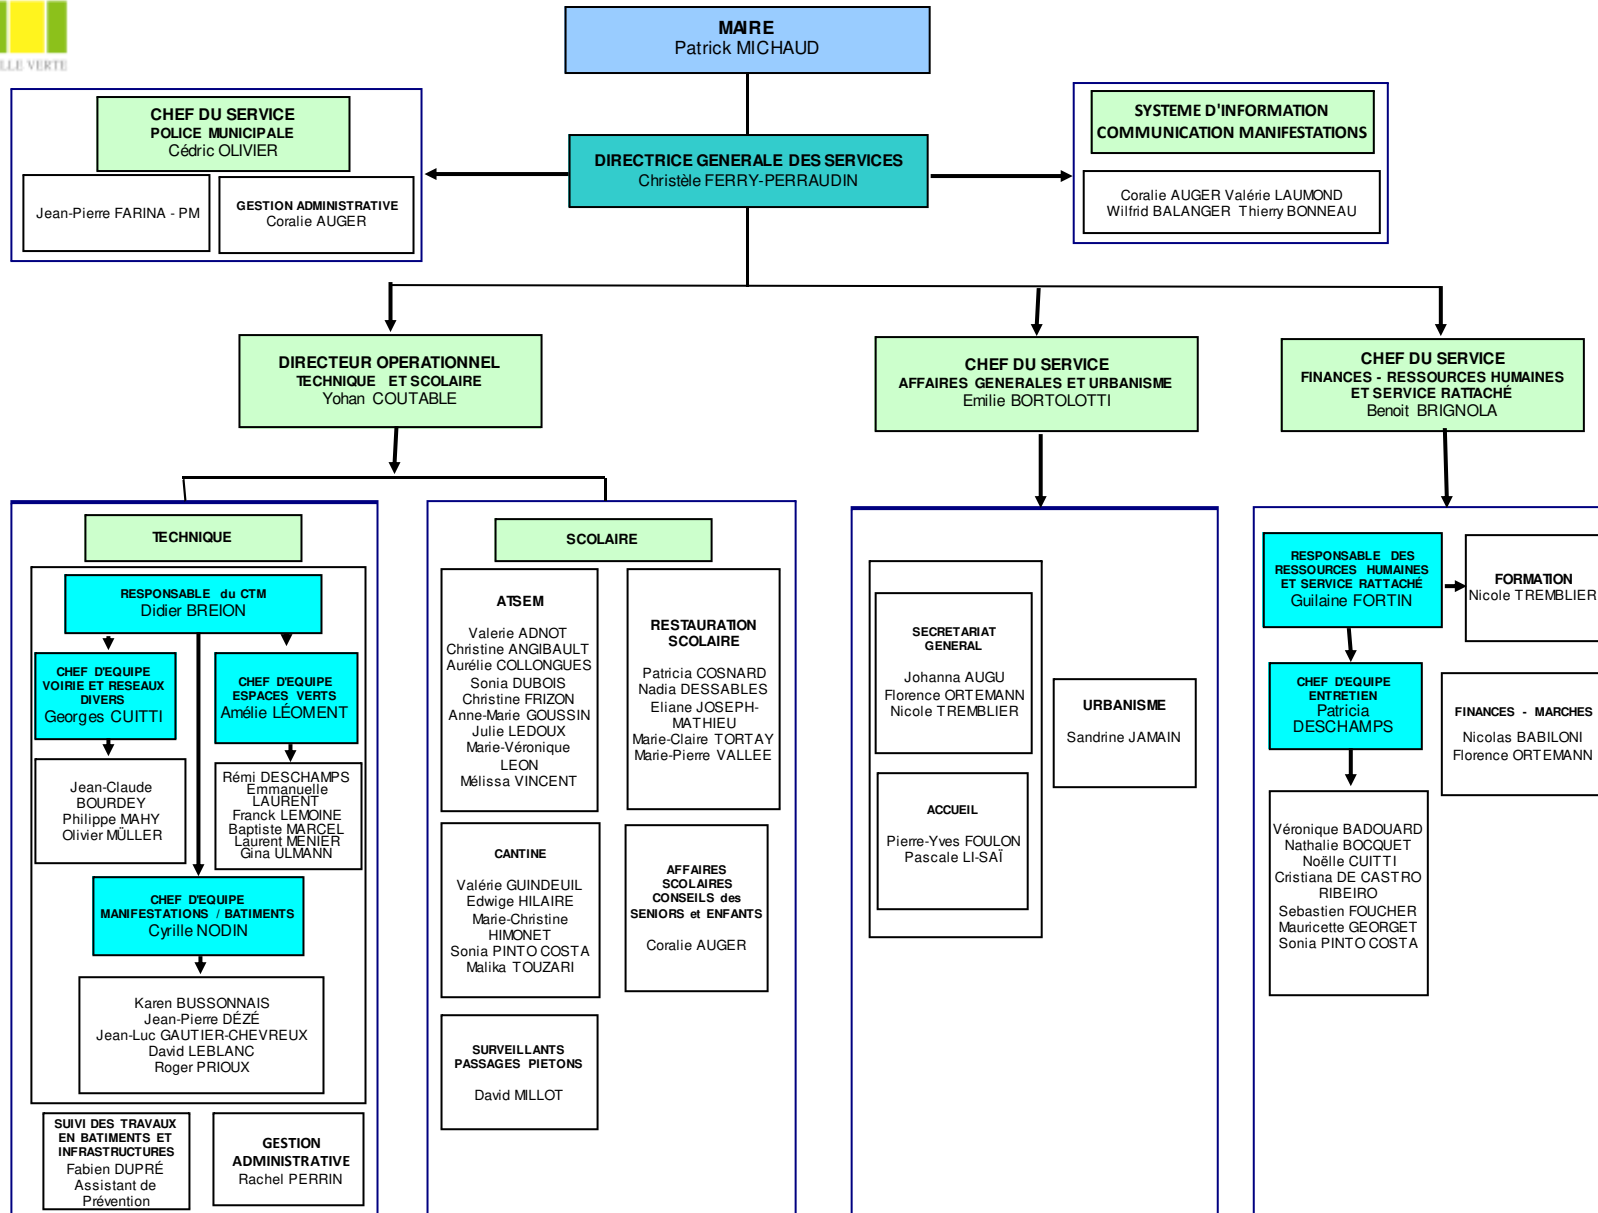 LLE VERTE
MAIRE
Patrick MICHAUD
CHEF DU SERVICE
POLICE MUNICIPALE
Cédric OLIVIER
Jean-Pierre FARINA - PM
GESTION ADMINISTRATIVE
Coralie AUGER
DIRECTRICE GENERALE DES SERVICES
Christèle FERRY-PERRAUDIN
SYSTEME D'INFORMATION
COMMUNICATION MANIFESTATIONS
Coralie AUGER Valérie LAUMOND
Wilfrid BALANGER Thierry BONNEAU
DIRECTEUR OPERATIONNEL
TECHNIQUE ET SCOLAIRE
Yohan COUTABLE
CHEF DU SERVICE
AFFAIRES GENERALES ET URBANISME
Emilie BORTOLOTTI
CHEF DU SERVICE
FINANCES - RESSOURCES HUMAINES
ET SERVICE RATTACHÉ
Benoit BRIGNOLA
TECHNIQUE
RESPONSABLE du CTM
Didier BREION
CHEF D'EQUIPE
VOIRIE ET RESEAUX
DIVERS
Georges CUITTI
CHEF D'EQUIPE
ESPACES VERTS
Amélie LÉOMENT
Jean-Claude
BOURDEY
Philippe MAHY
Olivier MÜLLER
Rémi DESCHAMPS
Emmanuelle
LAURENT
Franck LEMOINE
Baptiste MARCEL
Laurent MENIER
Gina ULMANN
CHEF D'EQUIPE
MANIFESTATIONS / BATIMENTS
Cyrille NODIN
Karen BUSSONNAIS
Jean-Pierre DÉZÉ
Jean-Luc GAUTIER-CHEVREUX
David LEBLANC
Roger PRIOUX
SUIVI DES TRAVAUX
EN BATIMENTS ET
INFRASTRUCTURES
Fabien DUPRÉ
Assistant de
Prévention
GESTION
ADMINISTRATIVE
Rachel PERRIN
SCOLAIRE
ATSEM
Valerie ADNOT
Christine ANGIBAULT
Aurélie COLLONGUES
Sonia DUBOIS
Christine FRIZON
Anne-Marie GOUSSIN
Julie LEDOUX
Marie-Véronique
LEON
Mélissa VINCENT
RESTAURATION
SCOLAIRE
Patricia COSNARD
Nadia DESSABLES
Eliane JOSEPH-
MATHIEU
Marie-Claire TORTAY
Marie-Pierre VALLEE
CANTINE
Valérie GUINDEUIL
Edwige HILAIRE
Marie-Christine
HIMONET
Sonia PINTO COSTA
Malika TOUZARI
AFFAIRES
SCOLAIRES
CONSEILS des
SENIORS et ENFANTS
Coralie AUGER
SURVEILLANTS
PASSAGES PIETONS
David MILLOT
SECRETARIAT
GENERAL
Johanna AUGU
Florence ORTEMANN
Nicole TREMBLIER
ACCUEIL
Pierre-Yves FOULON
Pascale LI-SAÏ
URBANISME
Sandrine JAMAIN
RESPONSABLE DES
RESSOURCES HUMAINES
ET SERVICE RATTACHÉ
Guilaine FORTIN
FORMATION
Nicole TREMBLIER
CHEF D'EQUIPE
ENTRETIEN
Patricia
DESCHAMPS
FINANCES - MARCHES
Nicolas BABILONI
Florence ORTEMANN
Véronique BADOUARD
Nathalie BOCQUET
Noëlle CUITTI
Cristiana DE CASTRO
RIBEIRO
Sebastien FOUCHER
Mauricette GEORGET
Sonia PINTO COSTA